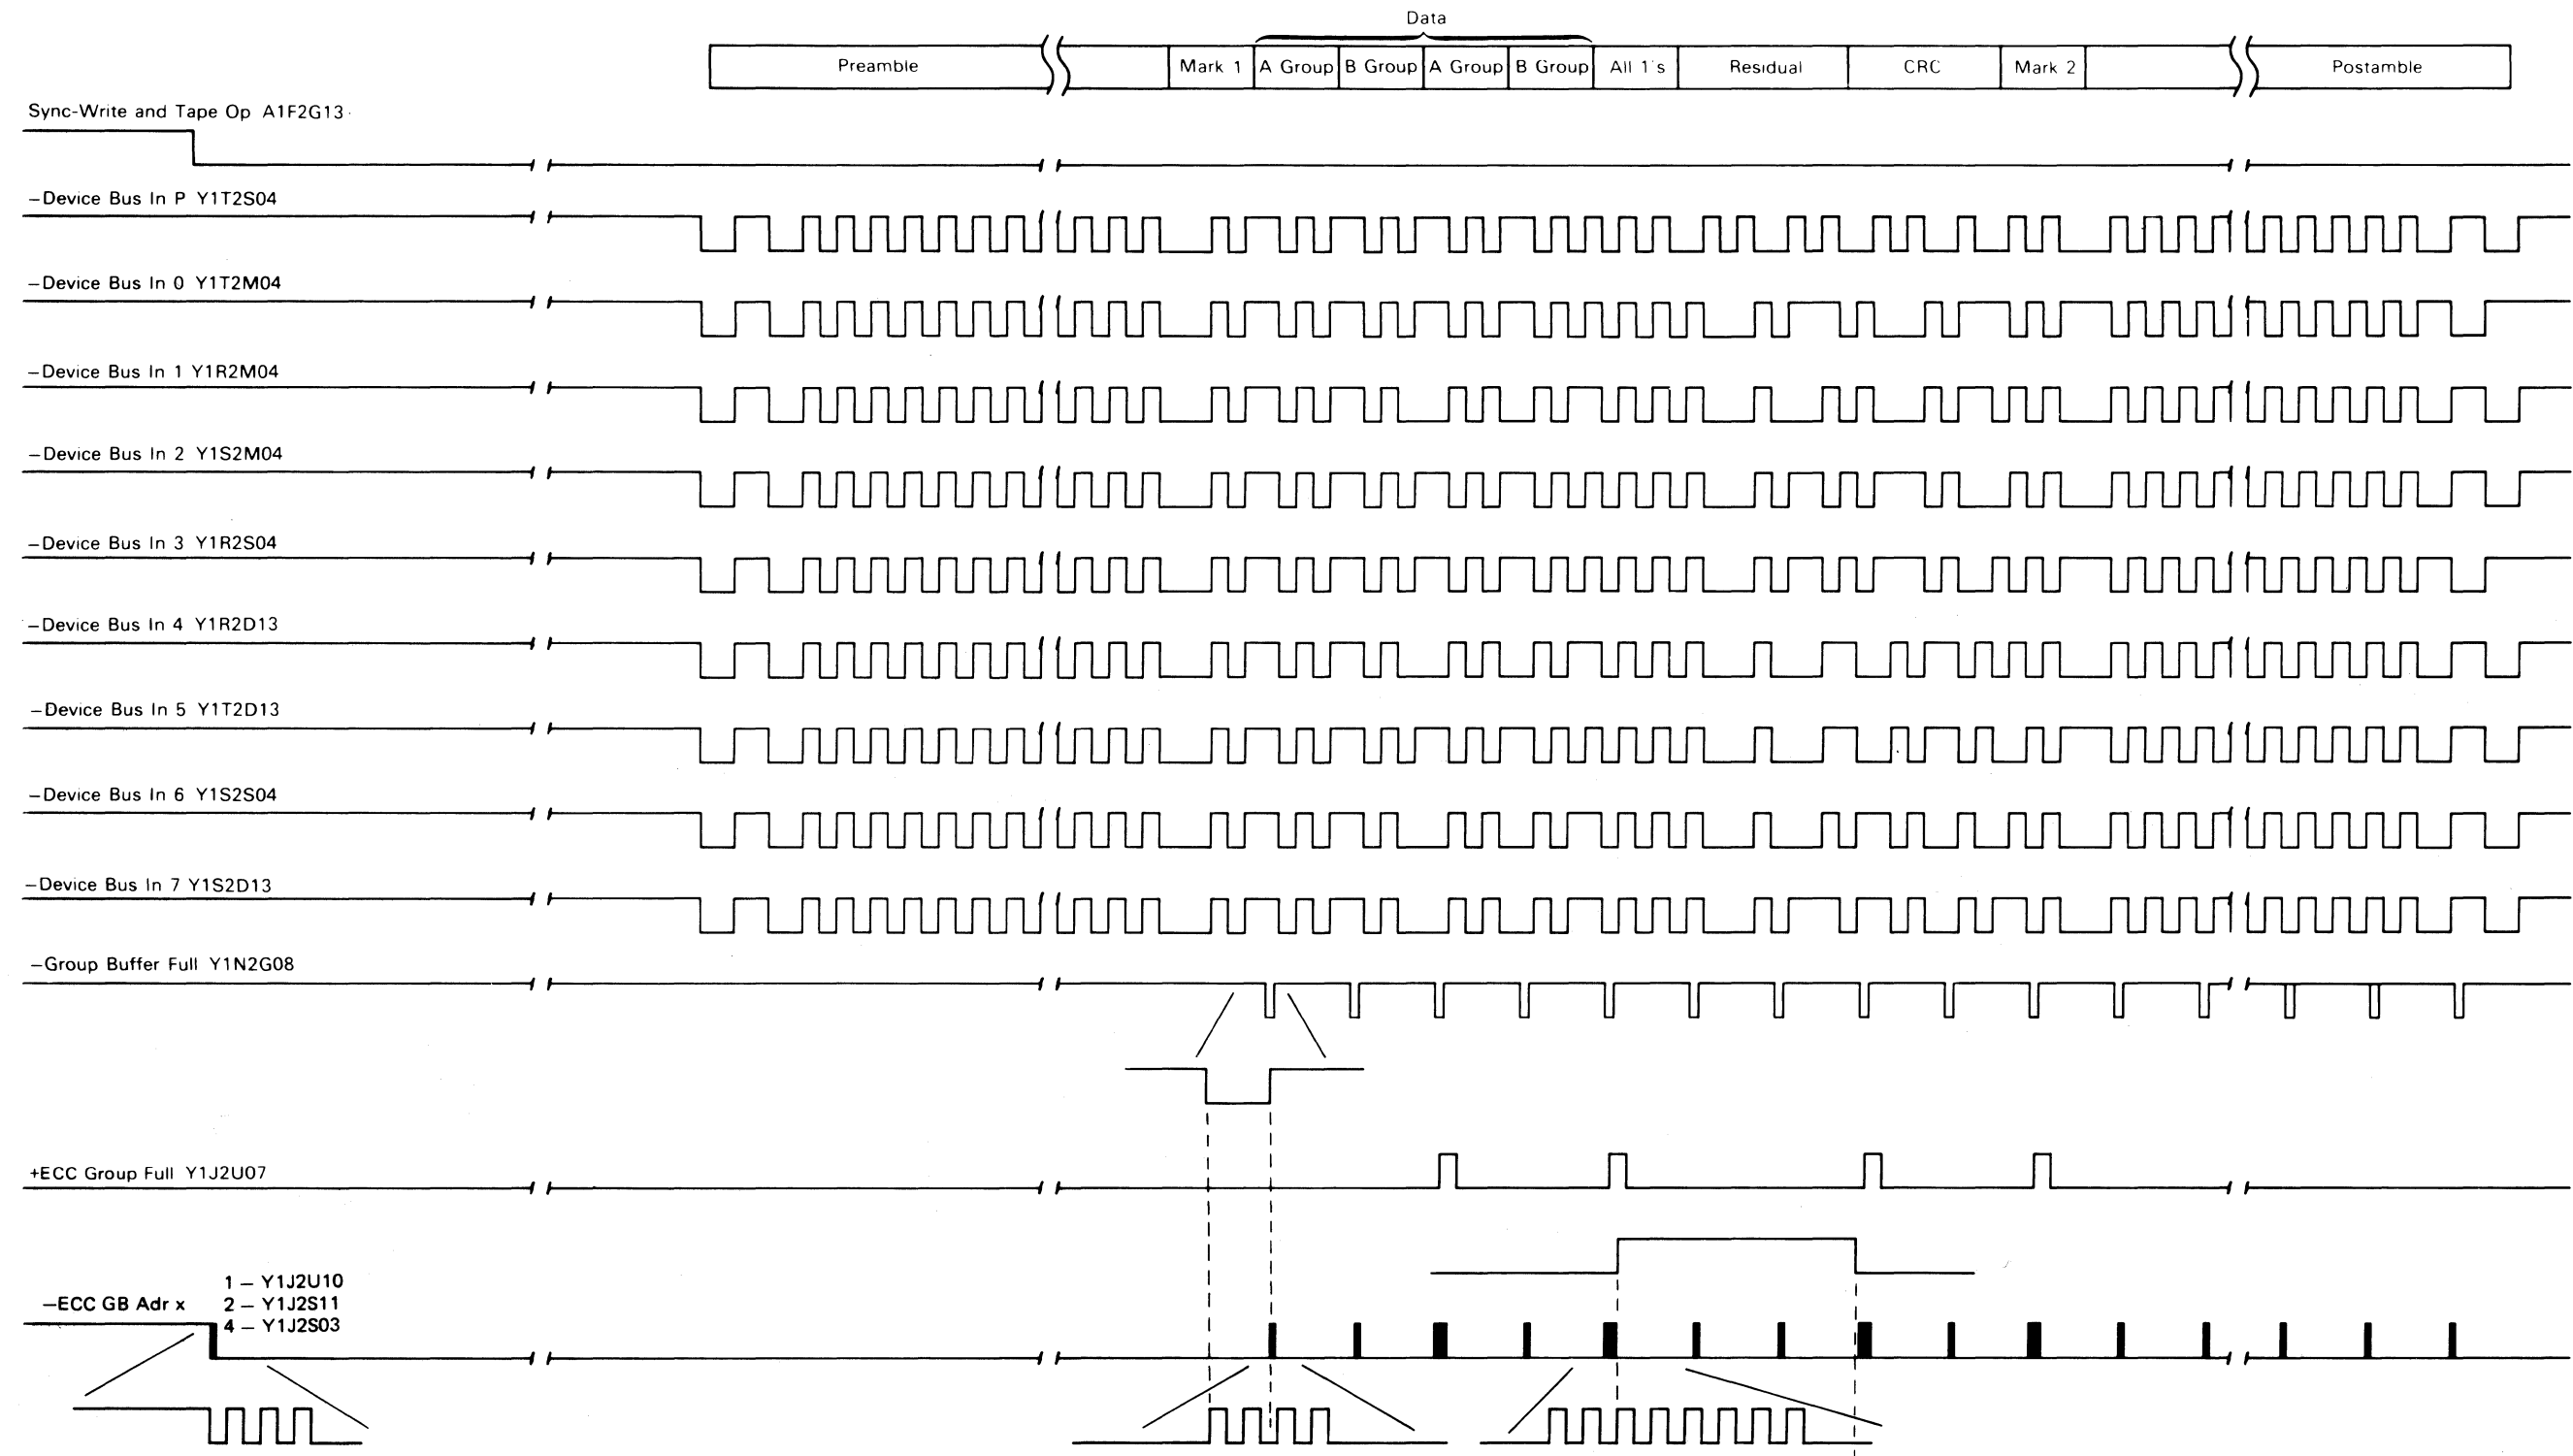 Data
Preamble Mark 1 A Group B Group A Group B Group All 1's Residual CRC Mark 2 Postamble
Sync-Write and Tape Op A1F2G13
–Device Bus In P Y1T2S04
–Device Bus In 0 Y1T2M04
–Device Bus In 1 Y1R2M04
–Device Bus In 2 Y1S2M04
–Device Bus In 3 Y1R2S04
–Device Bus In 4 Y1R2D13
–Device Bus In 5 Y1T2D13
–Device Bus In 6 Y1S2S04
–Device Bus In 7 Y1S2D13
–Group Buffer Full Y1N2G08
+ECC Group Full Y1J2U07
1 – Y1J2U10
–ECC GB Adr x 2 – Y1J2S11
4 – Y1J2S03